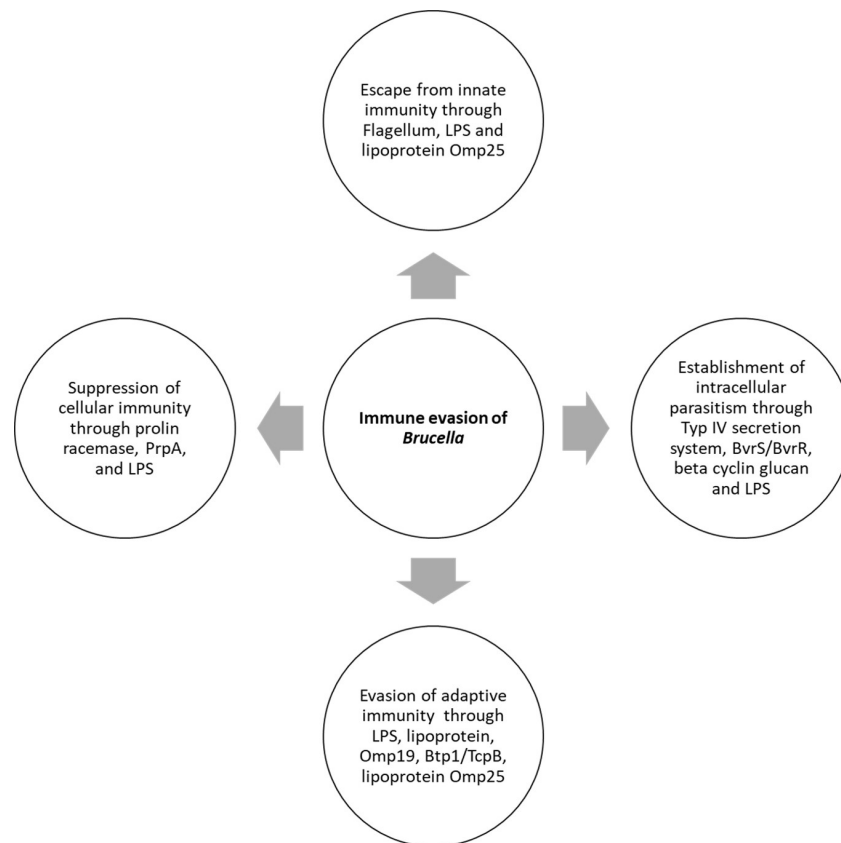 Escape from innate
immunity through
Flagellum, LPS and
lipoprotein Omp25
Suppression of
cellular immunity
through prolin
racemase, PrpA,
and LPS
Immune evasion of
Brucella
Establishment of
intracellular
parasitism through
Typ IV secretion
system, BvrS/BvrR,
beta cyclin glucan
and LPS
Evasion of adaptive
immunity through
LPS, lipoprotein,
Omp19, Btp1/TcpB,
lipoprotein Omp25